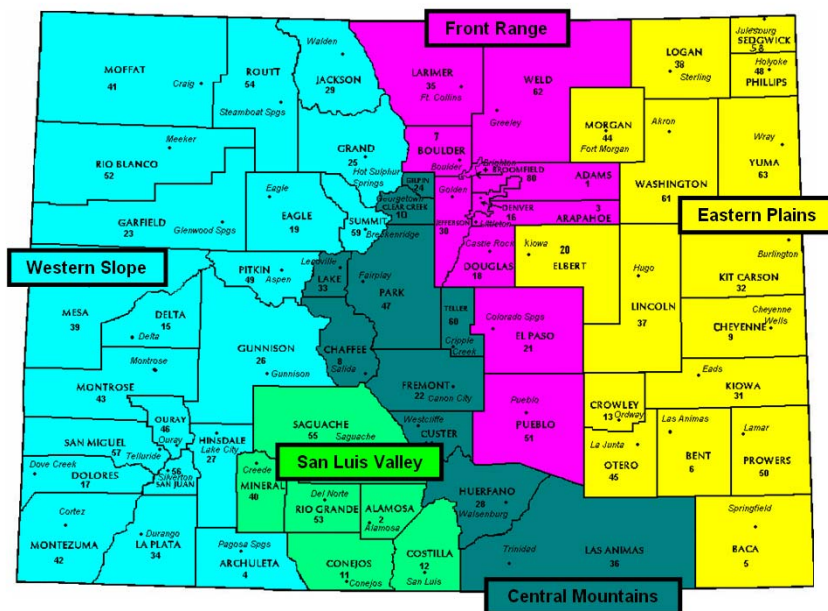 Front Range
Julesburg
SEDGWICK
58
LOGAN
38
Sterling
Holyoke
48
PHILLIPS
MOFFAT
41
Craig
ROUTT
54
Steamboat Spgs
Walden
JACKSON
29
LARIMER
35
Ft. Collins
WELD
62
Greeley
MORGAN
44
Fort Morgan
Akron
WASHINGTON
61
Wray
YUMA
63
Meeker
RIO BLANCO
52
GRAND
25
Hot Sulphur
Springs
7
BOULDER
Boulder
Brighton
BROOMFIELD
80
ADAMS
1
GILPIN
24
Georgetown
CLEAR CREEK
10
Golden
JEFFERSON
30
DENVER
16
3
ARAPAHOE
Littleton
Eagle
EAGLE
19
SUMMIT
59
Breckenridge
GARFIELD
23
Glenwood Spgs
Eastern Plains
Castle Rock
DOUGLAS
18
Kiowa
20
ELBERT
Hugo
LINCOLN
37
Burlington
KIT CARSON
32
Western Slope
PITKIN
49
Aspen
Leadville
LAKE
33
Fairplay
PARK
47
TELLER
60
Cripple
Creek
Colorado Spgs
EL PASO
21
Cheyenne
Wells
CHEYENNE
9
MESA
39
DELTA
15
Delta
GUNNISON
26
Gunnison
CHAFFEE
8
Salida
Montrose
MONTROSE
43
FREMONT
22
Canon City
Pueblo
PUEBLO
51
CROWLEY
13
Ordway
Eads
KIOWA
31
OURAY
46
Ouray
SAGUACHE
55
Saguache
Westcliffe
CUSTER
La Junta
OTERO
45
Las Animas
BENT
6
Lamar
PROWERS
50
SAN MIGUEL
57
Telluride
HINSDALE
Lake City
27
San Luis Valley
Dove Creek
DOLORES
17
56
Silverton
SAN JUAN
Creede
MINERAL
40
Del Norte
RIO GRANDE
53
ALAMOSA
2
Alamosa
HUERFANO
28
Walsenburg
Cortez
MONTEZUMA
42
Durango
LA PLATA
34
Pagosa Spgs
ARCHULETA
4
CONEJOS
11
Conejos
COSTILLA
12
San Luis
Trinidad
LAS ANIMAS
36
Springfield
BACA
5
Central Mountains